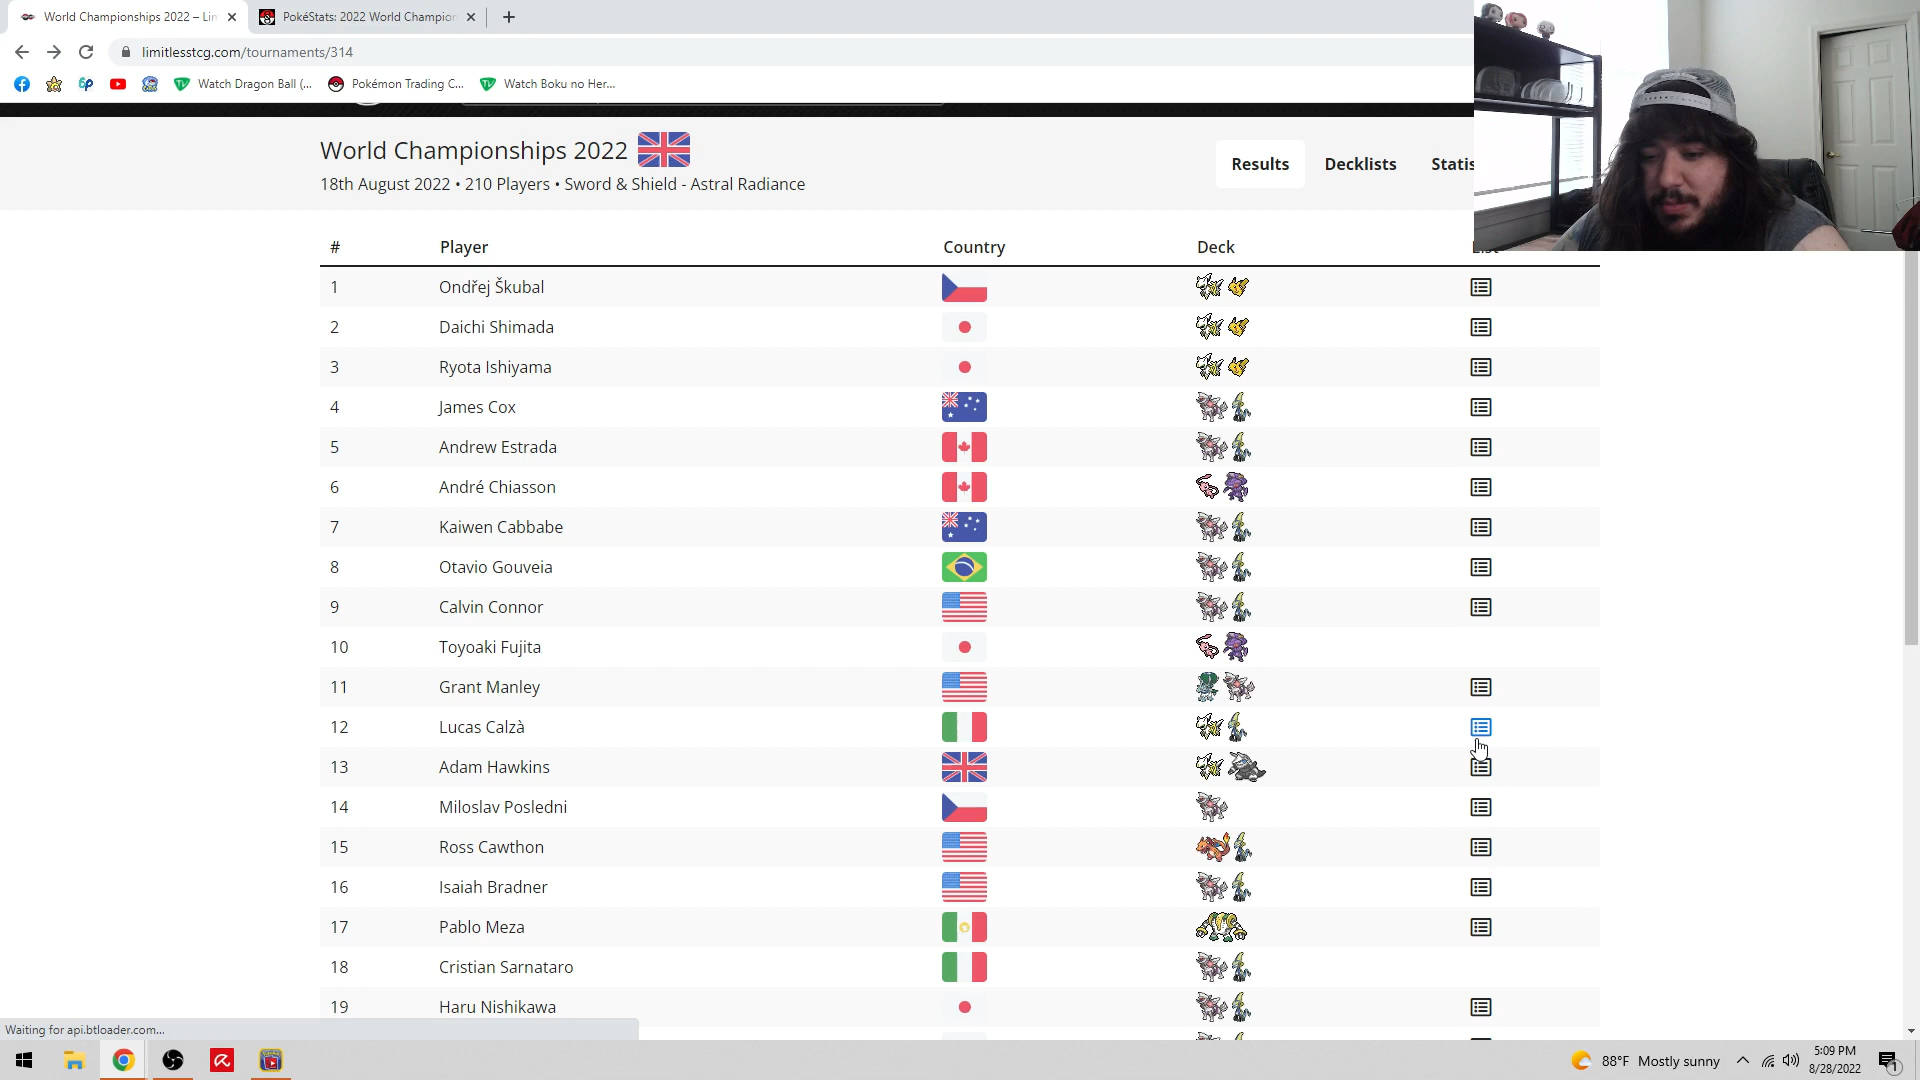 World Championships 2022 – Lin
PokéStats: 2022 World Champion
limitlesstcg.com/tournaments/314
Watch Dragon Ball (...
Pokémon Trading C...
Watch Boku no Her...
World Championships 2022
18th August 2022 • 210 Players • Sword & Shield - Astral Radiance
Results Decklists Statis
# Player Country Deck
1 Ondřej Škubal
2 Daichi Shimada
3 Ryota Ishiyama
4 James Cox
5 Andrew Estrada
6 André Chiasson
7 Kaiwen Cabbabe
8 Otavio Gouveia
9 Calvin Connor
10 Toyoaki Fujita
11 Grant Manley
12 Lucas Calzà
13 Adam Hawkins
14 Miloslav Posledni
15 Ross Cawthon
16 Isaiah Bradner
17 Pablo Meza
18 Cristian Sarnataro
19 Haru Nishikawa
Waiting for api.btloader.com...
88°F Mostly sunny
5:09 PM
8/28/2022
1